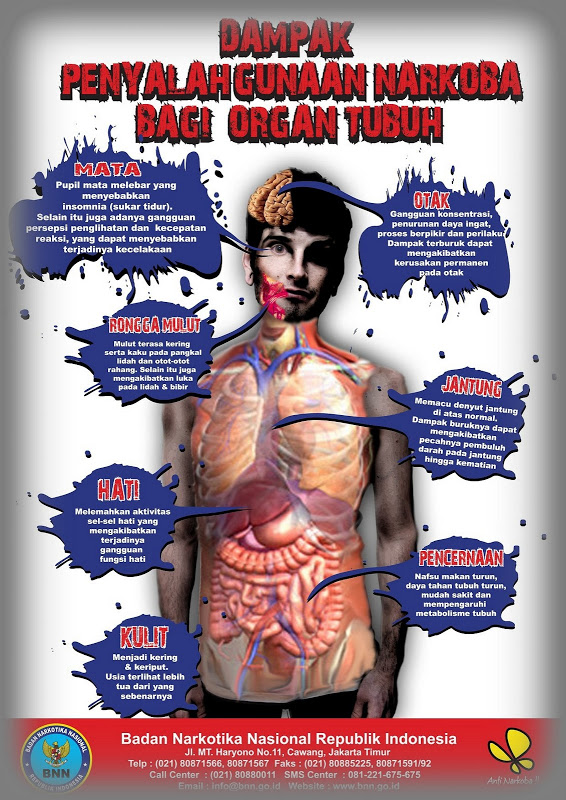 DAMPAK
PENYALAHGUNAAN NARKOBA
BAGI ORGAN TUBUH
MATA
Pupil mata melebar yang
menyebabkan
insomnia (sukar tidur).
Selain itu juga adanya gangguan
persepsi penglihatan dan kecepatan
reaksi, yang dapat menyebabkan
terjadinya kecelakaan
OTAK
Gangguan konsentrasi,
penurunan daya ingat,
proses berpikir dan perilaku.
Dampak terburuk dapat
mengakibatkan
kerusakan permanen
pada otak
RONGGA MULUT
Mulut terasa kering
serta kaku pada pangkal
lidah dan otot-otot
rahang. Selain itu juga
mengakibatkan luka
pada lidah & bibir
JANTUNG
Memacu denyut jantung
di atas normal.
Dampak buruknya dapat
mengakibatkan
pecahnya pembuluh
darah pada jantung
hingga kematian
HATI
Melemahkan aktivitas
sel-sel hati yang
mengakibatkan
terjadinya
gangguan
fungsi hati
PENCERNAAN
Nafsu makan turun,
daya tahan tubuh turun,
mudah sakit dan
mempengaruhi
metabolisme tubuh
KULIT
Menjadi kering
& keriput.
Usia terlihat lebih
tua dari yang
sebenarnya
BADAN NARKOTIKA NASIONAL
BNN
REPUBLIK INDONESIA
Badan Narkotika Nasional Republik Indonesia
Jl. MT. Haryono No.11, Cawang, Jakarta Timur
Telp : (021) 80871566, 80871567 Faks : (021) 80885225, 80871591/92
Call Center : (021) 80880011 SMS Center : 081-221-675-675
Email : info@bnn.go.id Website : www.bnn.go.id
Anti Narkoba !!